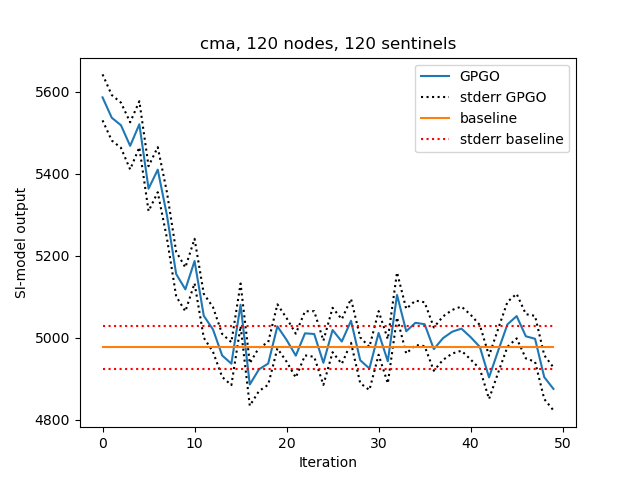 cma, 120 nodes, 120 sentinels
GPGO
stderr GPGO
baseline
stderr baseline
SI-model output
5600
5400
5200
5000
4800
0 10 20 30 40 50
Iteration